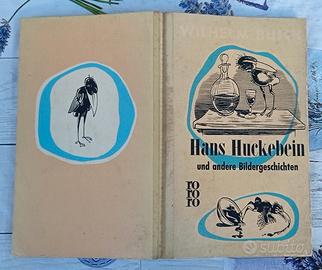 WILHELM BUSCH
Hans Huckebein
und andere Bildergeschichten
ro
ro
ro
subito